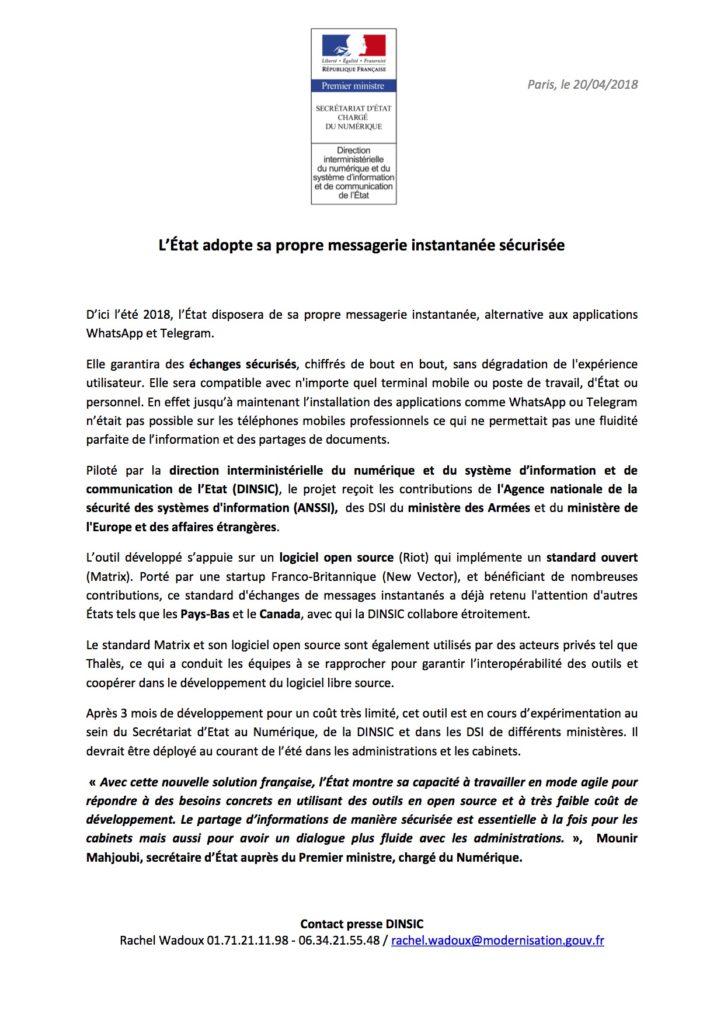 Liberté • Égalité • Fraternité
RÉPUBLIQUE FRANÇAISE
Premier ministre
SECRÉTARIAT D'ÉTAT
CHARGÉ
DU NUMÉRIQUE
Direction
interministérielle
du numérique et du
système d'information
et de communication
de l'État
Paris, le 20/04/2018
L'État adopte sa propre messagerie instantanée sécurisée
D'ici l'été 2018, l'État disposera de sa propre messagerie instantanée, alternative aux applications
WhatsApp et Telegram.
Elle garantira des échanges sécurisés, chiffrés de bout en bout, sans dégradation de l'expérience
utilisateur. Elle sera compatible avec n'importe quel terminal mobile ou poste de travail, d'État ou
personnel. En effet jusqu'à maintenant l'installation des applications comme WhatsApp ou Telegram
n'était pas possible sur les téléphones mobiles professionnels ce qui ne permettait pas une fluidité
parfaite de l'information et des partages de documents.
Piloté par la direction interministérielle du numérique et du système d'information et de
communication de l'Etat (DINSIC), le projet reçoit les contributions de l'Agence nationale de la
sécurité des systèmes d'information (ANSSI), des DSI du ministère des Armées et du ministère de
l'Europe et des affaires étrangères.
L'outil développé s'appuie sur un logiciel open source (Riot) qui implémente un standard ouvert
(Matrix). Porté par une startup Franco-Britannique (New Vector), et bénéficiant de nombreuses
contributions, ce standard d'échanges de messages instantanés a déjà retenu l'attention d'autres
États tels que les Pays-Bas et le Canada, avec qui la DINSIC collabore étroitement.
Le standard Matrix et son logiciel open source sont également utilisés par des acteurs privés tel que
Thalès, ce qui a conduit les équipes à se rapprocher pour garantir l'interopérabilité des outils et
coopérer dans le développement du logiciel libre source.
Après 3 mois de développement pour un coût très limité, cet outil est en cours d'expérimentation au
sein du Secrétariat d'Etat au Numérique, de la DINSIC et dans les DSI de différents ministères. Il
devrait être déployé au courant de l'été dans les administrations et les cabinets.
« Avec cette nouvelle solution française, l'État montre sa capacité à travailler en mode agile pour
répondre à des besoins concrets en utilisant des outils en open source et à très faible coût de
développement. Le partage d'informations de manière sécurisée est essentielle à la fois pour les
cabinets mais aussi pour avoir un dialogue plus fluide avec les administrations. », Mounir
Mahjoubi, secrétaire d'État auprès du Premier ministre, chargé du Numérique.
Contact presse DINSIC
Rachel Wadoux 01.71.21.11.98 - 06.34.21.55.48 / rachel.wadoux@modernisation.gouv.fr